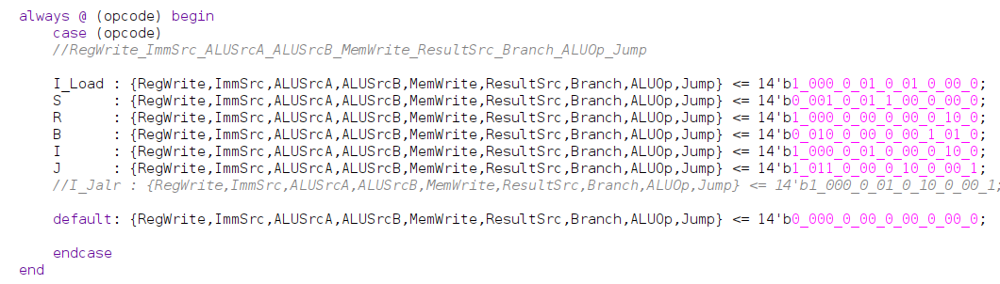 always @ (opcode) begin
case (opcode)
//RegWrite_ImmSrc_ALUSrcA_ALUSrcB_MemWrite_ResultSrc_Branch_ALUOp_Jump
I_Load : {RegWrite,ImmSrc,ALUSrcA,ALUSrcB,MemWrite,ResultSrc,Branch,ALUOp,Jump} <= 14'b1_000_0_01_0_01_0_00_0;
S : {RegWrite,ImmSrc,ALUSrcA,ALUSrcB,MemWrite,ResultSrc,Branch,ALUOp,Jump} <= 14'b0_001_0_01_1_00_0_00_0;
R : {RegWrite,ImmSrc,ALUSrcA,ALUSrcB,MemWrite,ResultSrc,Branch,ALUOp,Jump} <= 14'b1_000_0_00_0_00_0_10_0;
B : {RegWrite,ImmSrc,ALUSrcA,ALUSrcB,MemWrite,ResultSrc,Branch,ALUOp,Jump} <= 14'b0_010_0_00_0_00_1_01_0;
I : {RegWrite,ImmSrc,ALUSrcA,ALUSrcB,MemWrite,ResultSrc,Branch,ALUOp,Jump} <= 14'b1_000_0_01_0_00_0_10_0;
J : {RegWrite,ImmSrc,ALUSrcA,ALUSrcB,MemWrite,ResultSrc,Branch,ALUOp,Jump} <= 14'b1_011_0_00_0_10_0_00_1;
//I_Jalr : {RegWrite,ImmSrc,ALUSrcA,ALUSrcB,MemWrite,ResultSrc,Branch,ALUOp,Jump} <= 14'b1_000_0_01_0_10_0_00_1;
default: {RegWrite,ImmSrc,ALUSrcA,ALUSrcB,MemWrite,ResultSrc,Branch,ALUOp,Jump} <= 14'b0_000_0_00_0_00_0_00_0;
endcase
end